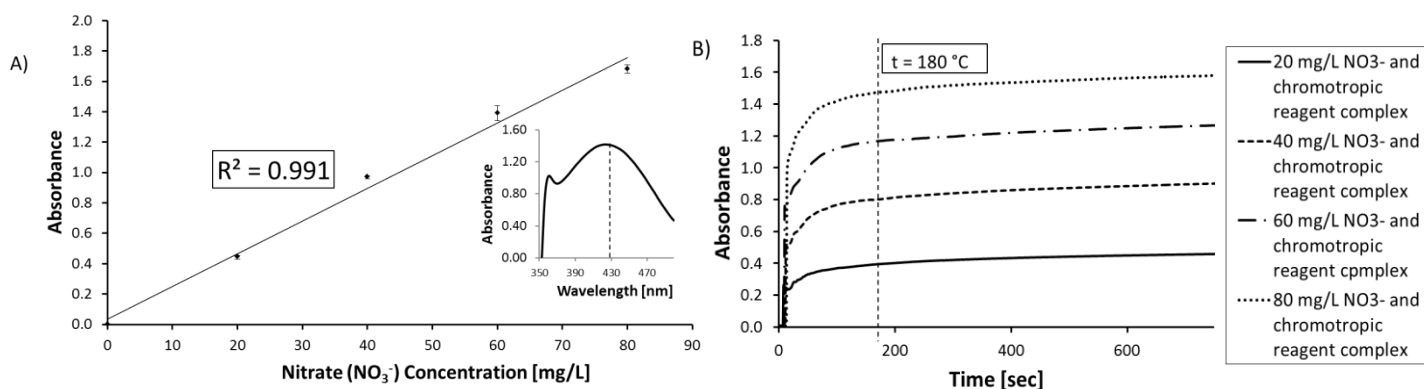 A)
Absorbance
2.0
1.8
1.6
1.4
1.2
1.0
0.8
0.6
0.4
0.2
0.0
0 10 20 30 40 50 60 70 80 90
Nitrate (NO₃⁻) Concentration [mg/L]
R² = 0.991
Absorbance
1.60
1.20
0.80
0.40
0.00
350 390 430 470
Wavelength [nm]
B)
Absorbance
1.8
1.6
1.4
1.2
1.0
0.8
0.6
0.4
0.2
0.0
0 200 400 600
Time [sec]
t = 180 °C
20 mg/L NO3- and
chromotropic
reagent complex
40 mg/L NO3- and
chromotropic
reagent complex
60 mg/L NO3- and
chromotropic
reagent cpmplex
80 mg/L NO3- and
chromotropic
reagent complex